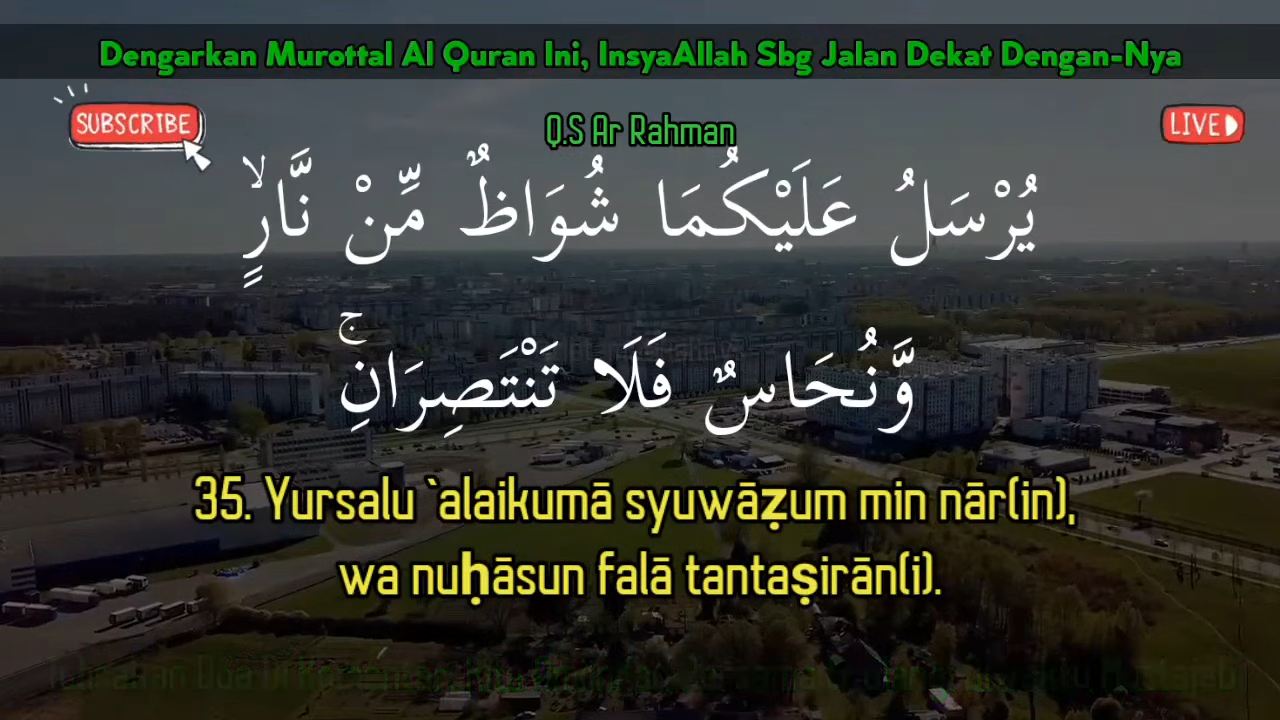 Dengarkan Murottal Al Quran Ini, InsyaAllah Sbg Jalan Dekat Dengan-Nya
SUBSCRIBE
LIVE
Q.S Ar Rahman
يُرْسَلُ عَلَيْكُمَا شُوَاظٌ مِّنْ نَّارٍۙ
وَّنُحَاسٌ فَلَا تَنْتَصِرَانِۚ
35. Yursalu `alaikumā syuwāẓum min nār(in),
wa nuḥāsun falā tantaṣirān(i).